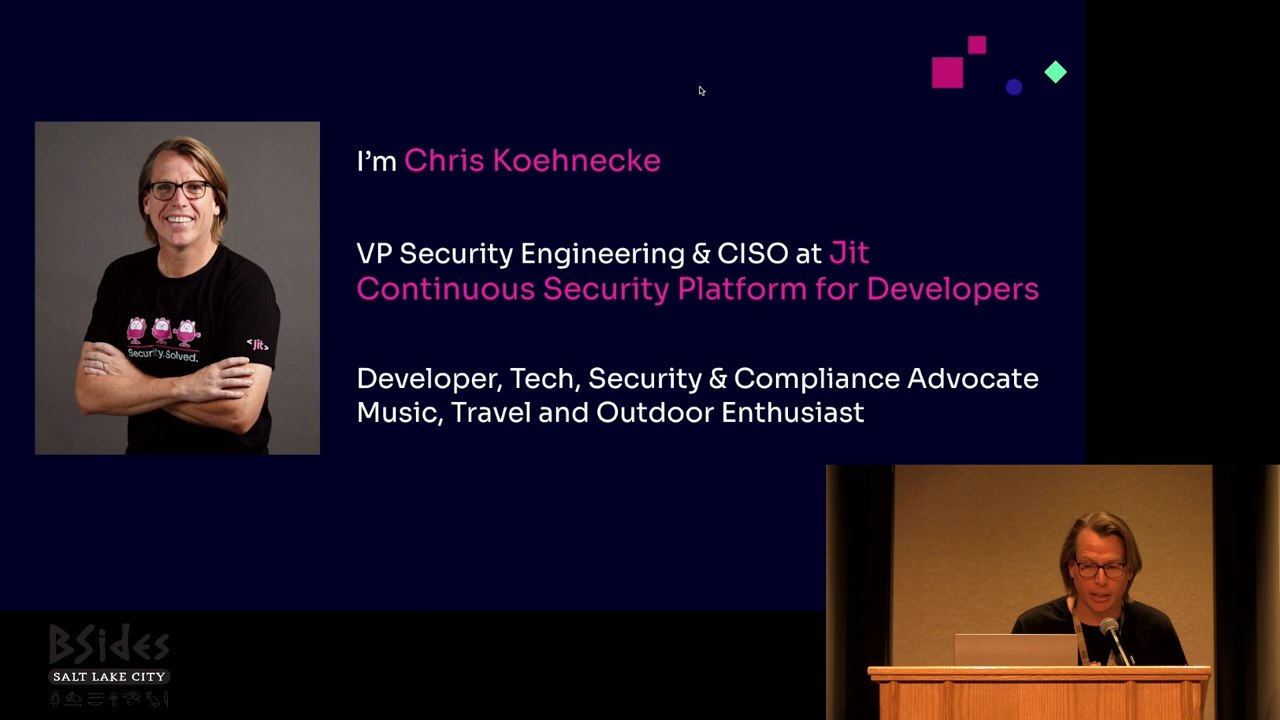 I'm Chris Koehnecke
VP Security Engineering & CISO at Jit
Continuous Security Platform for Developers
Developer, Tech, Security & Compliance Advocate
Music, Travel and Outdoor Enthusiast
Security. Solved.
<Jit>
BSides
SALT LAKE CITY